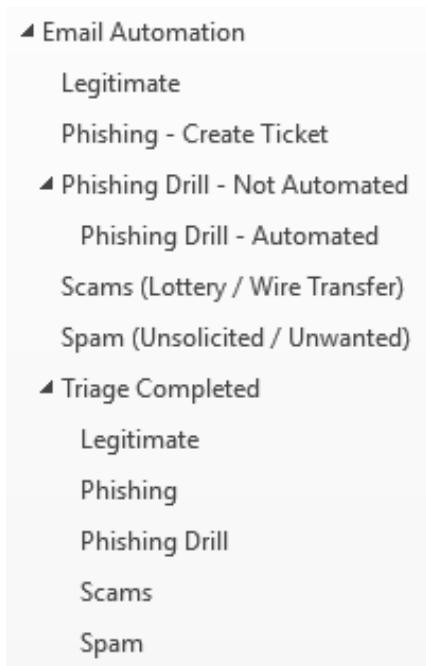 Email Automation
Legitimate
Phishing - Create Ticket
Phishing Drill - Not Automated
Phishing Drill - Automated
Scams (Lottery / Wire Transfer)
Spam (Unsolicited / Unwanted)
Triage Completed
Legitimate
Phishing
Phishing Drill
Scams
Spam